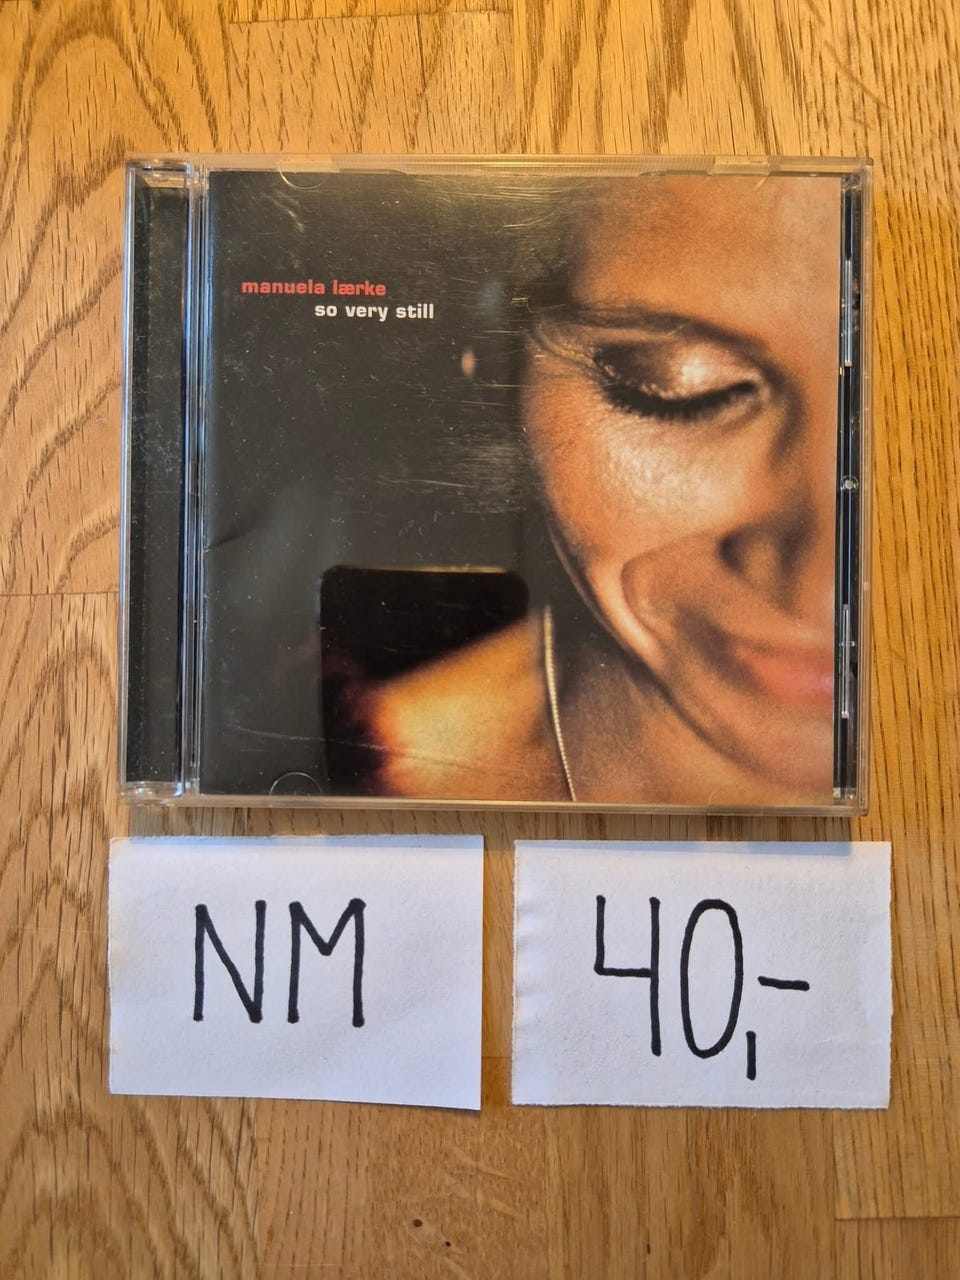 manuela lærke
so very still
NM
40,-